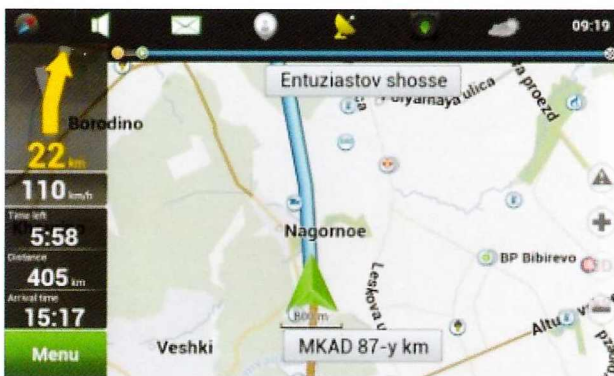 09:19
Entuziastov shosse
Polyarnaya ulica
proezd
Borodino
22 km
110 km/h
Time left
5:58
Distance
405 km
Arrival time
15:17
Menu
Nagornoe
BP Bibirevo
Leskova u
800 m
Veshki
MKAD 87-y km
Altu